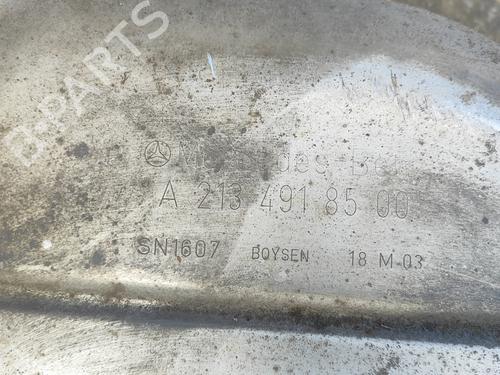 B-PARTS
Mercedes-Benz
A 213 491 85 00
SN1607 BOYSEN 18 M 03